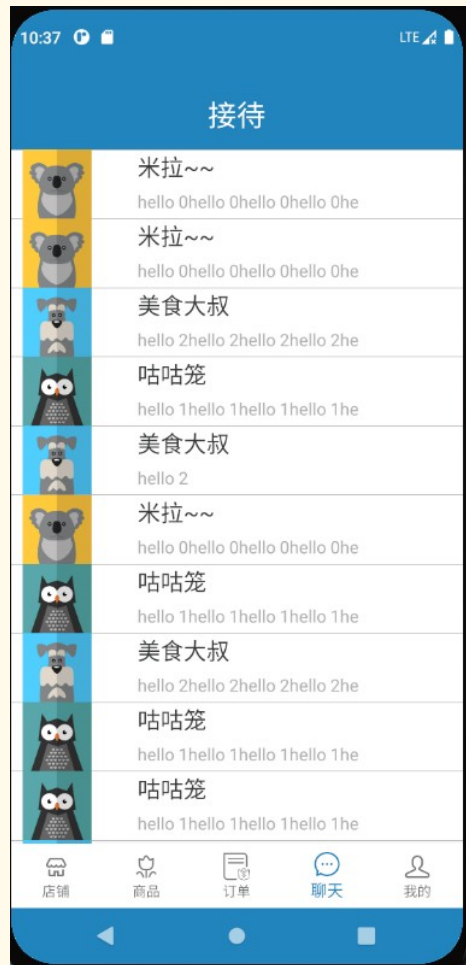 10:37
LTE
接待
米拉~~
hello 0hello 0hello 0hello 0he
米拉~~
hello 0hello 0hello 0hello 0he
美食大叔
hello 2hello 2hello 2hello 2he
咕咕笼
hello 1hello 1hello 1hello 1he
美食大叔
hello 2
米拉~~
hello 0hello 0hello 0hello 0he
咕咕笼
hello 1hello 1hello 1hello 1he
美食大叔
hello 2hello 2hello 2hello 2he
咕咕笼
hello 1hello 1hello 1hello 1he
咕咕笼
hello 1hello 1hello 1hello 1he
店铺 商品 订单 聊天 我的